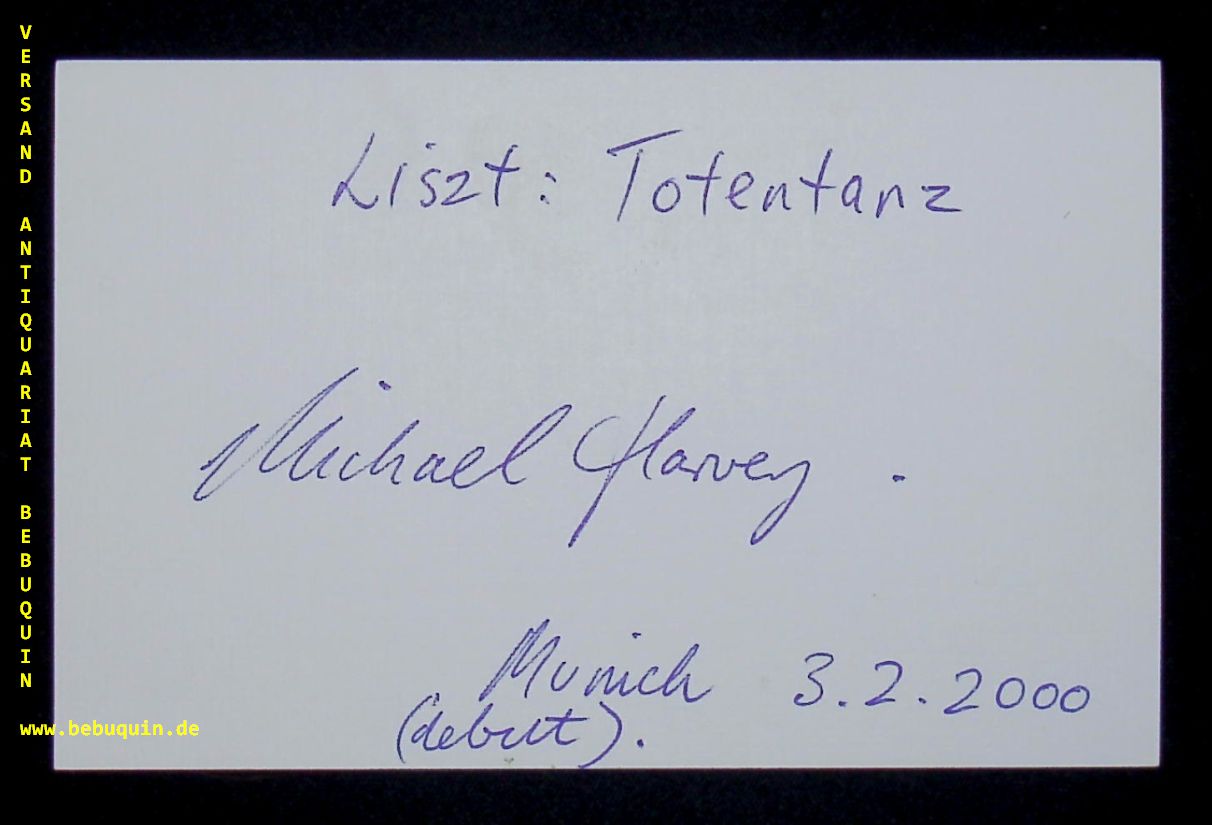 Liszt: Totentanz
Michael Harvey.
Munich 3.2.2000
(debut).
VERSAND ANTIQUARIAT BEBUQUIN
www.bebuquin.de